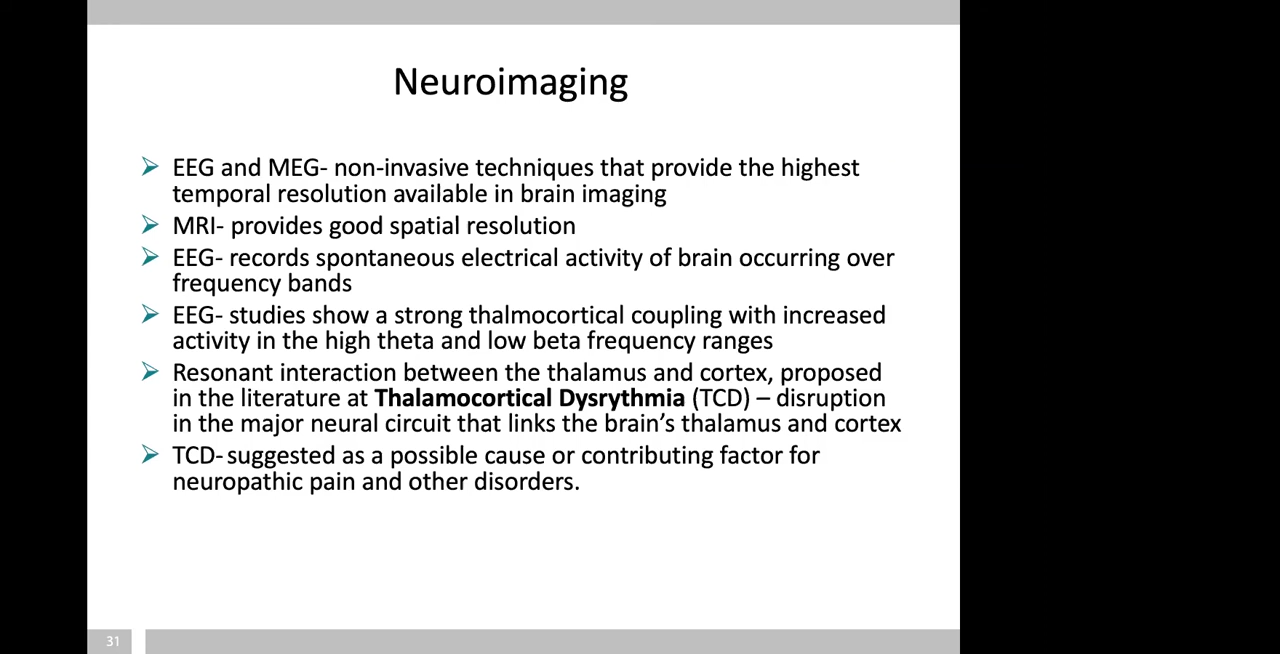 Neuroimaging
➢ EEG and MEG- non-invasive techniques that provide the highest
temporal resolution available in brain imaging
➢ MRI- provides good spatial resolution
➢ EEG- records spontaneous electrical activity of brain occurring over
frequency bands
➢ EEG- studies show a strong thalmocortical coupling with increased
activity in the high theta and low beta frequency ranges
➢ Resonant interaction between the thalamus and cortex, proposed
in the literature at Thalamocortical Dysrythmia (TCD) – disruption
in the major neural circuit that links the brain’s thalamus and cortex
➢ TCD- suggested as a possible cause or contributing factor for
neuropathic pain and other disorders.
31